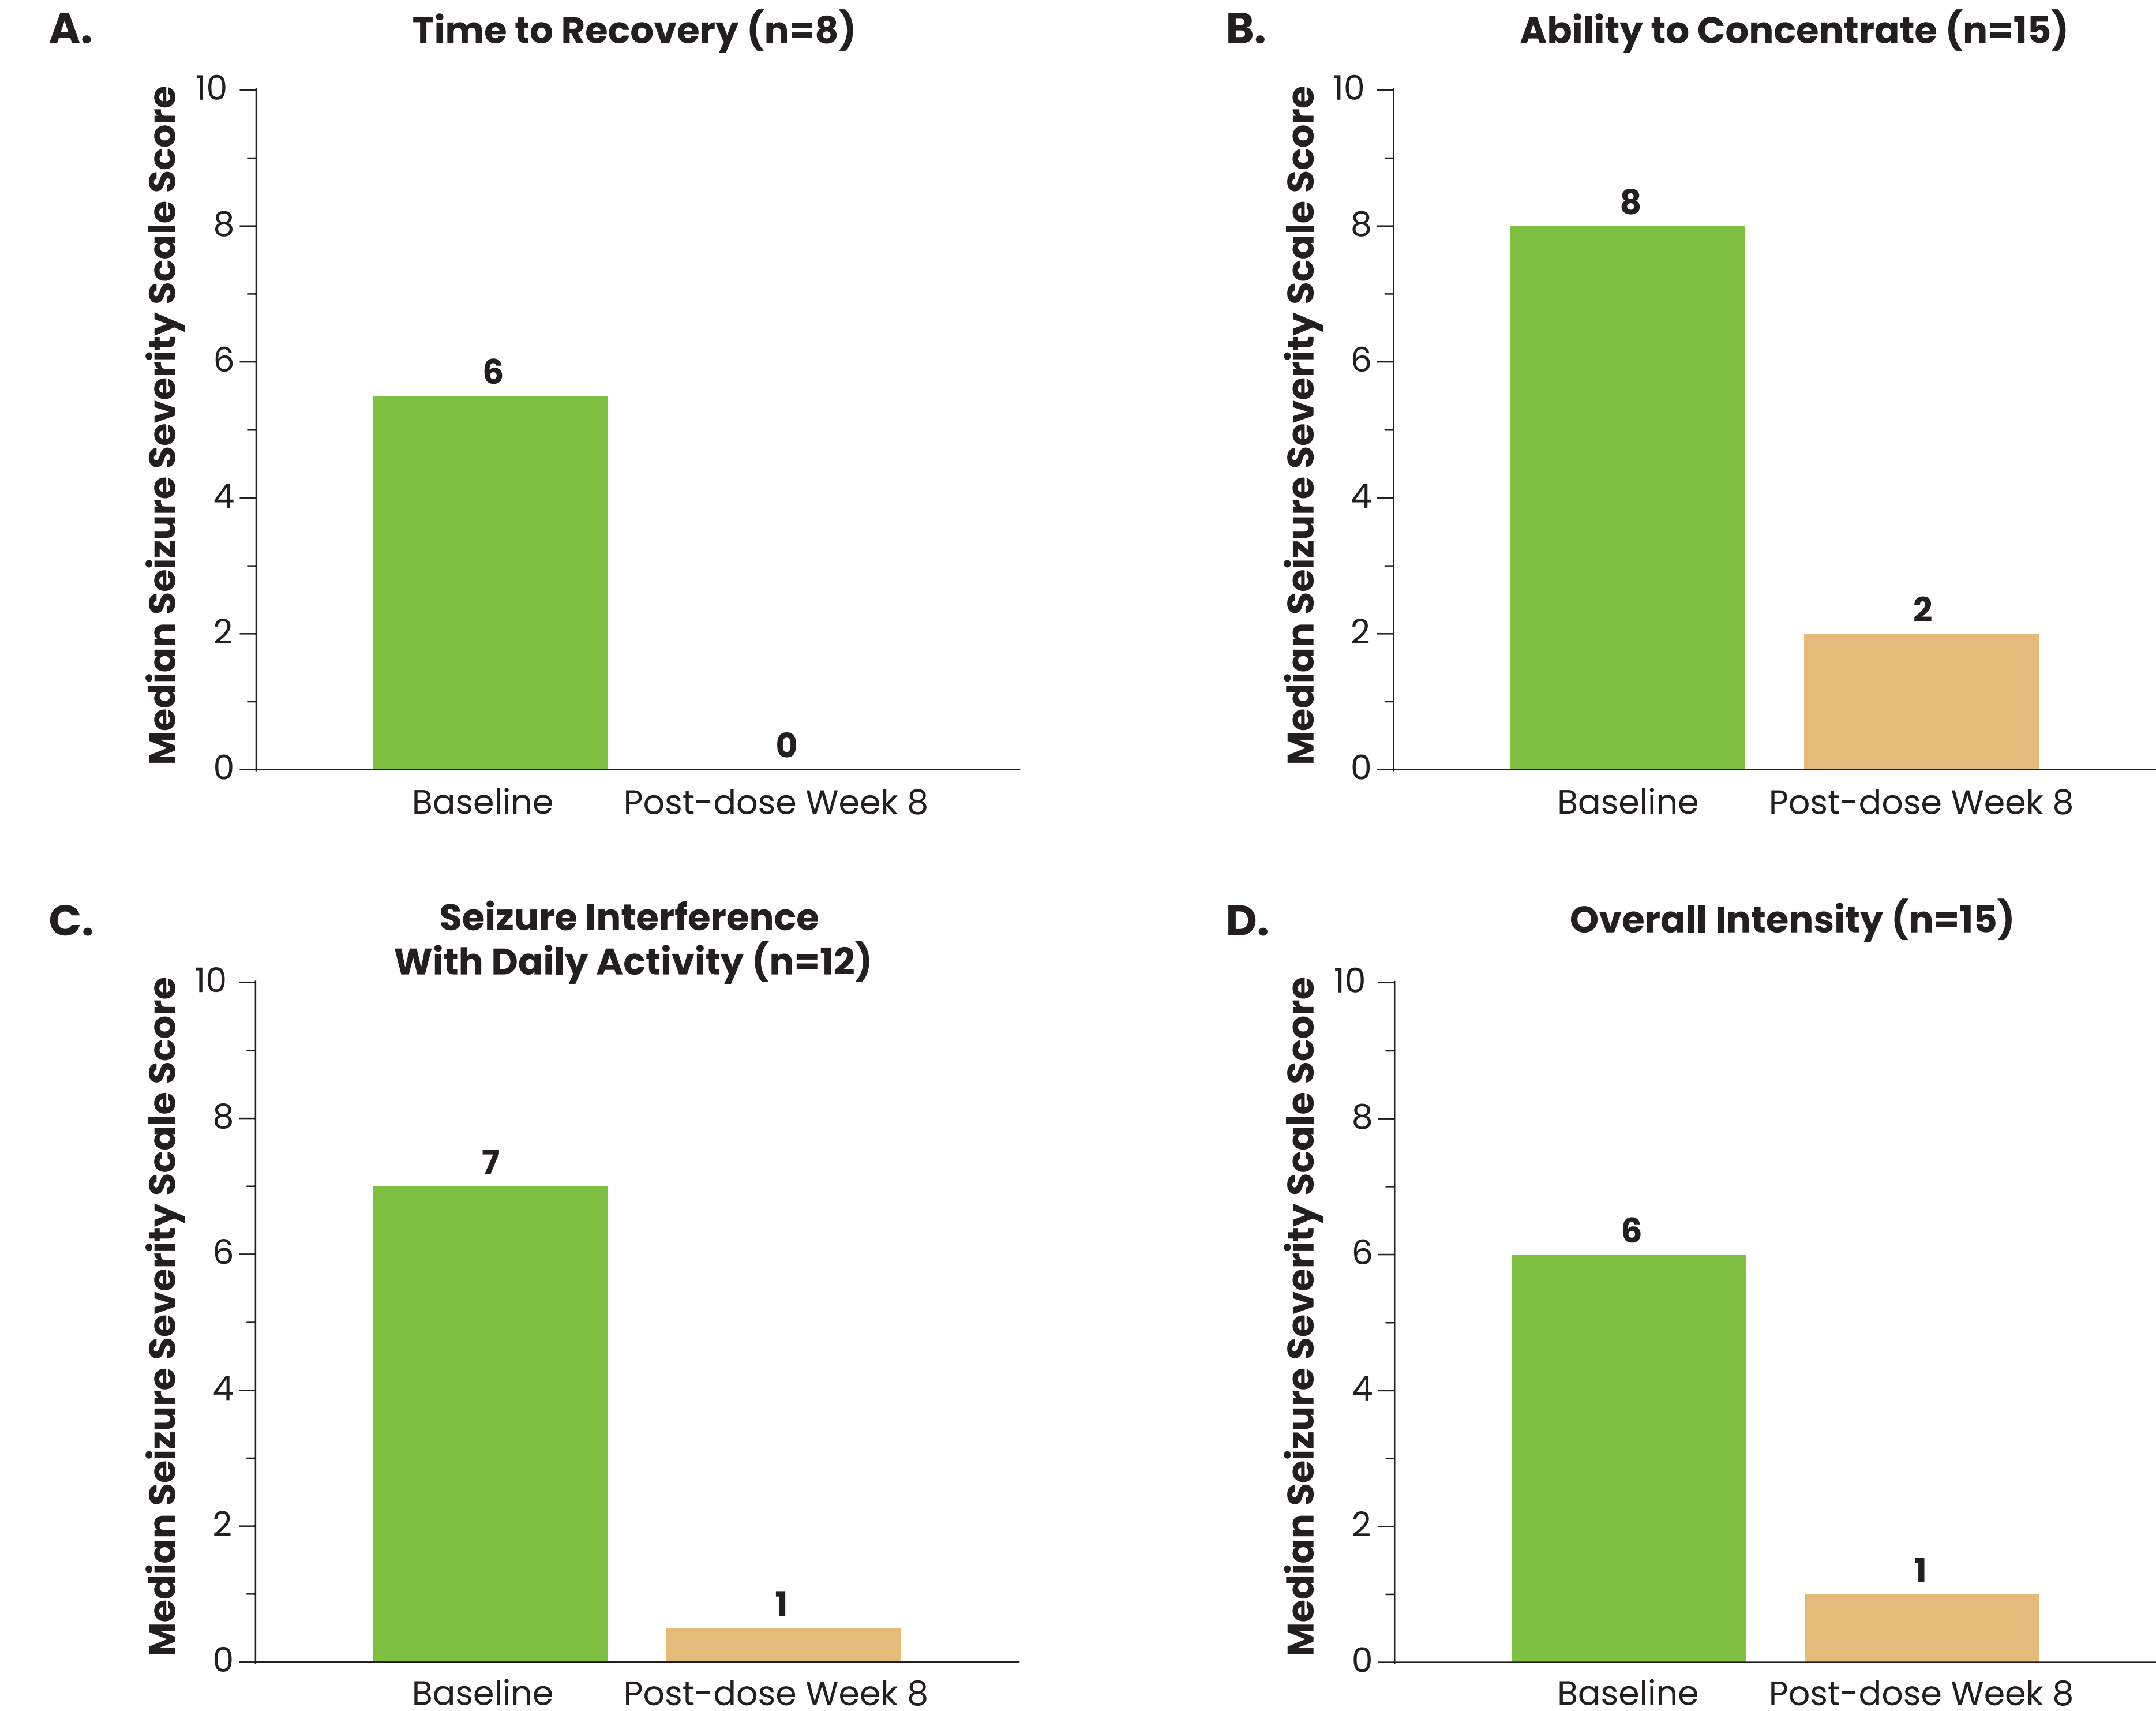 A.
Time to Recovery (n=8)
Median Seizure Severity Scale Score
10
8
6
4
2
0
6
0
Baseline
Post-dose Week 8
B.
Ability to Concentrate (n=15)
Median Seizure Severity Scale Score
10
8
6
4
2
0
8
2
Baseline
Post-dose Week 8
C.
Seizure Interference
With Daily Activity (n=12)
Median Seizure Severity Scale Score
10
8
6
4
2
0
7
1
Baseline
Post-dose Week 8
D.
Overall Intensity (n=15)
Median Seizure Severity Scale Score
10
8
6
4
2
0
6
1
Baseline
Post-dose Week 8